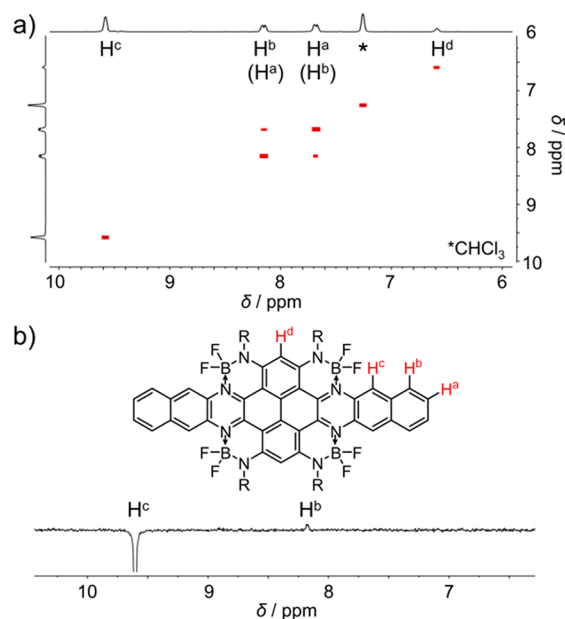 a)
6
Hᶜ Hᵇ Hᵃ * Hᵈ
(Hᵃ) (Hᵇ)
7
8
δ / ppm
9
*CHCl₃
10
10 9 8 7 6
δ / ppm
b)
R Hᵈ R
F N N F
F B B F
Hᶜ Hᵇ
N N
Hᵃ
N N
F B B F
F N N F
R R
Hᶜ Hᵇ
10 9 8 7
δ / ppm